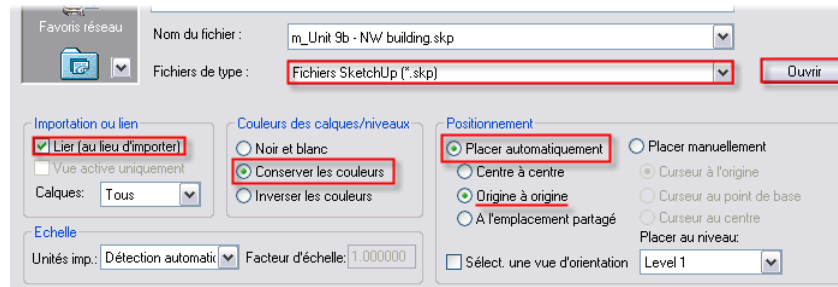 Favoris réseau
Nom du fichier :
m_Unit 9b - NW building.skp
Fichiers de type :
Fichiers SketchUp (*.skp)
Ouvrir
Importation ou lien
Lier (au lieu d'importer)
Vue active uniquement
Calques:
Tous
Couleurs des calques/niveaux
Noir et blanc
Conserver les couleurs
Inverser les couleurs
Echelle
Unités imp.:
Détection automatic
Facteur d'échelle:
1.000000
Positionnement
Placer automatiquement
Centre à centre
Origine à origine
A l'emplacement partagé
Sélect. une vue d'orientation
Placer manuellement
Curseur à l'origine
Curseur au point de base
Curseur au centre
Placer au niveau:
Level 1